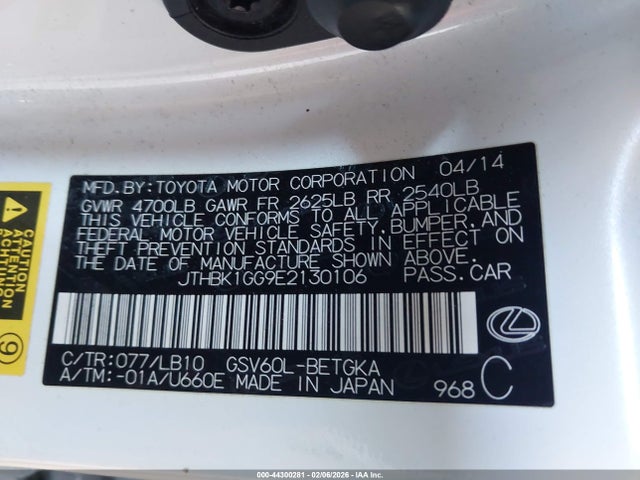 MFD.BY:TOYOTA MOTOR CORPORATION 04/14
GVWR 4700LB GAWR FR 2625LB RR 2540LB
THIS VEHICLE CONFORMS TO ALL APPLICABLE
FEDERAL MOTOR VEHICLE SAFETY,BUMPER,AND
THEFT PREVENTION STANDARDS IN EFFECT ON
THE DATE OF MANUFACTURE SHOWN ABOVE.
JTHBK1GG9E2130106 PASS.CAR
C/TR:077/LB10 GSV60L-BETGKA
A/TM:-01A/U660E MADE IN JAPAN 968 C
CAUTION
ATTENTION
ACHTUNG
9
000-44300281 - 02/06/2026 - IAA Inc.